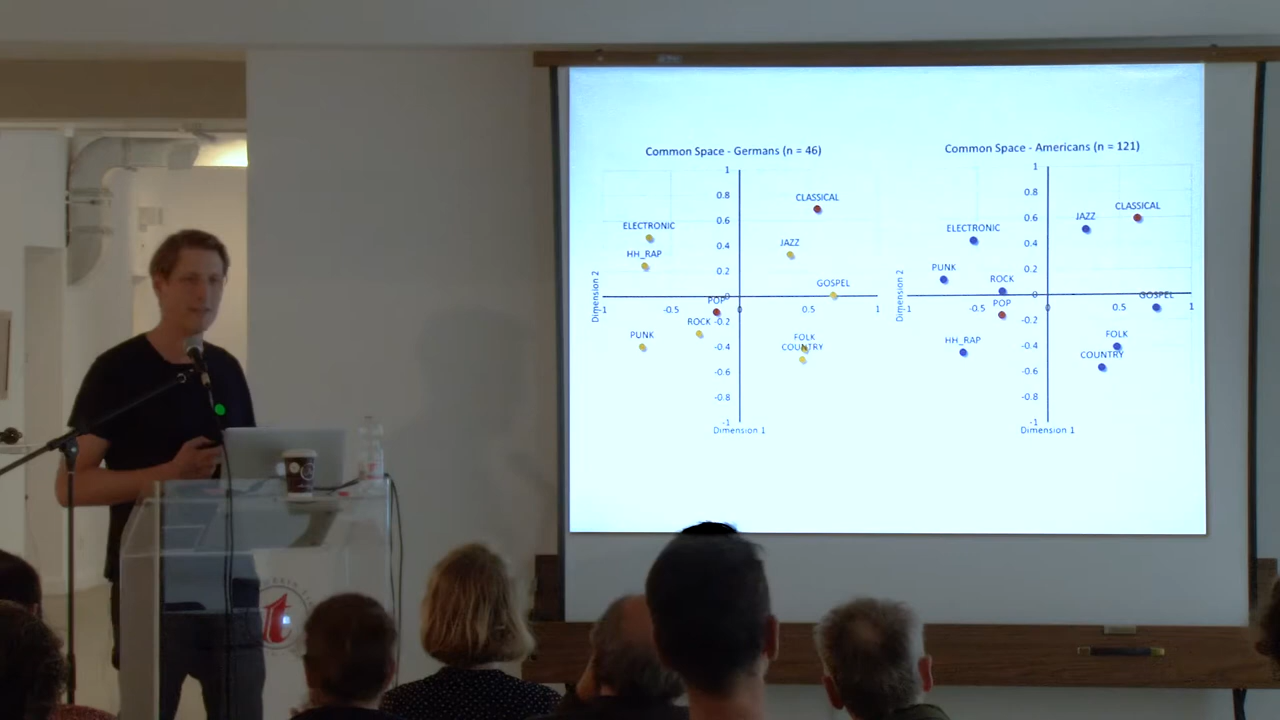 Common Space - Germans (n = 46)
1
0.8
0.6
0.4
0.2
0
-0.2
-0.4
-0.6
-0.8
-1
-1
-0.5
0
0.5
1
CLASSICAL
ELECTRONIC
JAZZ
HH_RAP
GOSPEL
POP
ROCK
PUNK
FOLK
COUNTRY
Dimension 2
Dimension 1
Common Space - Americans (n = 121)
1
0.8
0.6
0.4
0.2
0
-0.2
-0.4
-0.6
-0.8
-1
-1
-0.5
0
0.5
1
CLASSICAL
JAZZ
ELECTRONIC
PUNK
ROCK
GOSPEL
POP
FOLK
HH_RAP
COUNTRY
Dimension 2
Dimension 1